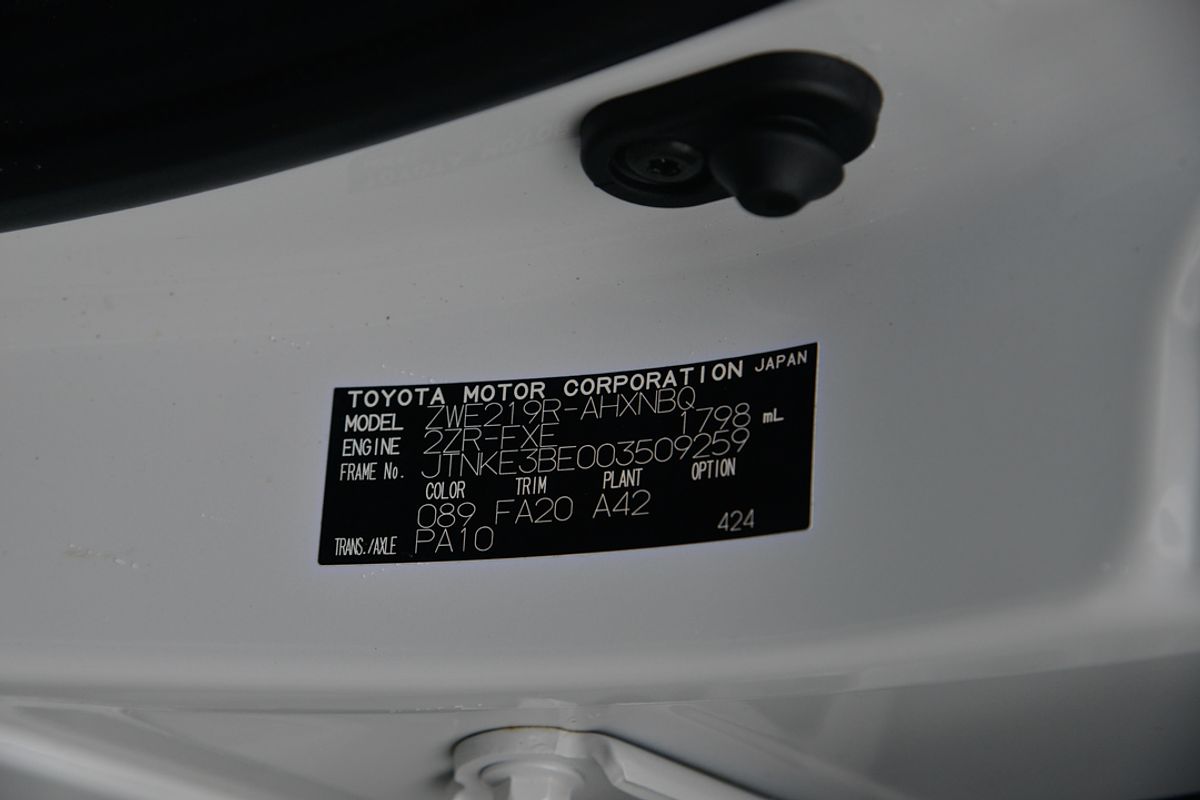 TOYOTA MOTOR CORPORATION JAPAN
MODEL ZWE219R-AHXNBQ
ENGINE 2ZR-FXE 1798 mL
FRAME No. JTNKE3BE003509259
COLOR TRIM PLANT OPTION
089 FA20 A42
TRANS./AXLE PA10 424